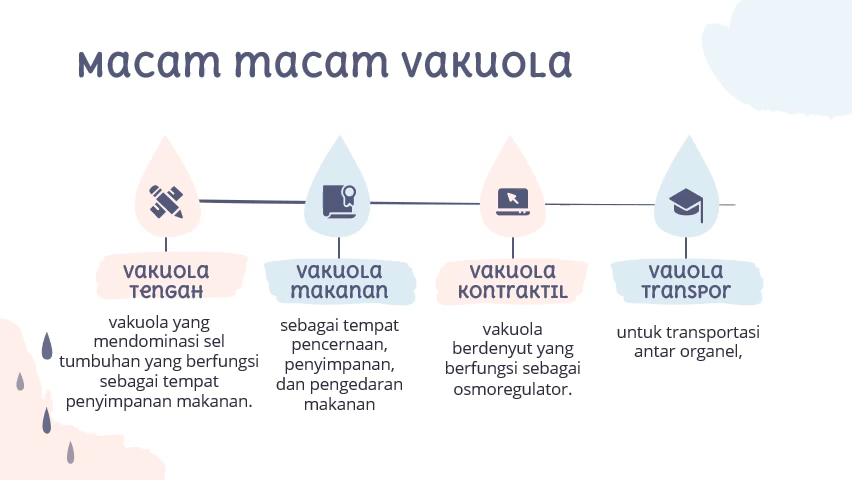 Macam macam vakuola
vakuola
Tengah
vakuola yang
mendominasi sel
tumbuhan yang berfungsi
sebagai tempat
penyimpanan makanan.
vakuola
makanan
sebagai tempat
pencernaan,
penyimpanan,
dan pengedaran
makanan
vakuola
kontraktil
vakuola
berdenyut yang
berfungsi sebagai
osmoregulator.
vauola
transpor
untuk transportasi
antar organel,